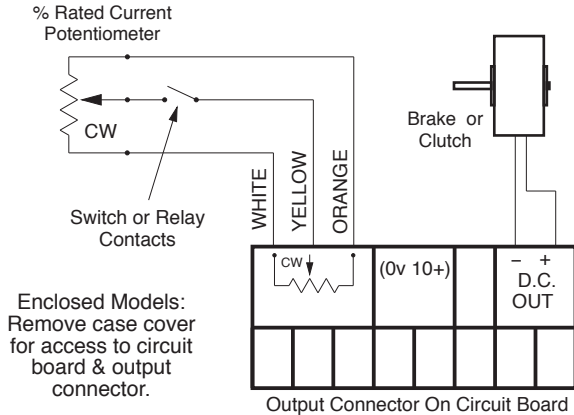 % Rated Current
Potentiometer
CW
Switch or Relay
Contacts
WHITE
YELLOW
ORANGE
Brake or
Clutch
CW
(0v 10+)
– +
D.C.
OUT
Enclosed Models:
Remove case cover
for access to circuit
board & output
connector.
Output Connector On Circuit Board